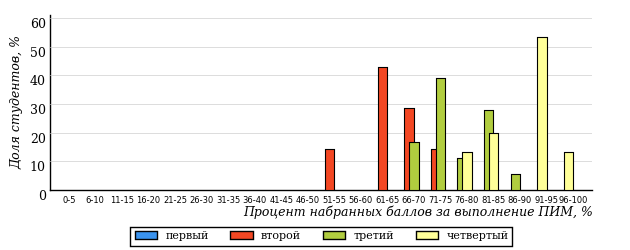 60
50
40
30
20
10
0
Доля студентов, %
0-5 6-10 11-15 16-20 21-25 26-30 31-35 36-40 41-45 46-50 51-55 56-60 61-65 66-70 71-75 76-80 81-85 86-90 91-95 96-100
Процент набранных баллов за выполнение ПИМ, %
первый второй третий четвертый